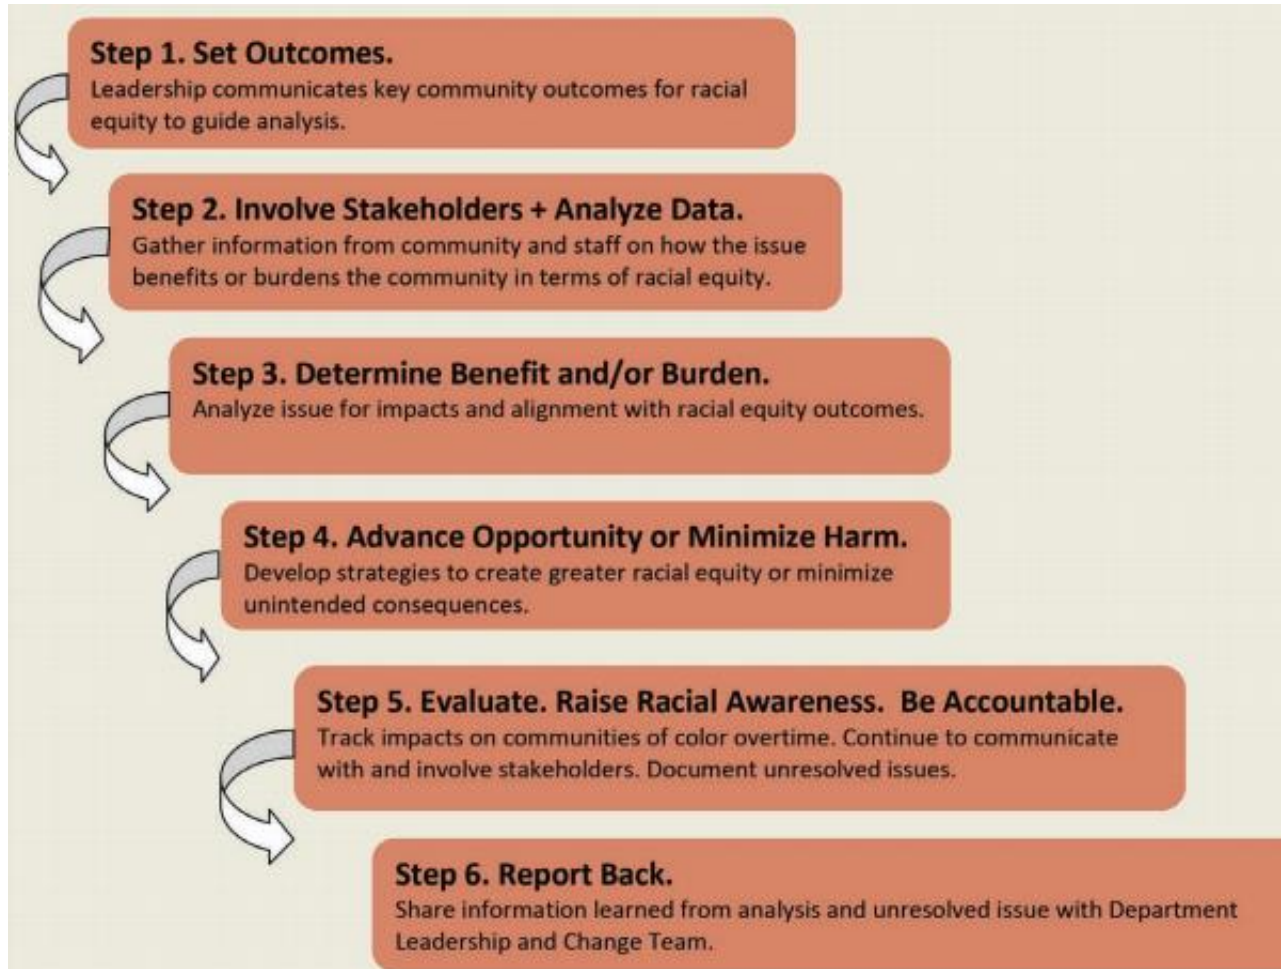 Step 1. Set Outcomes.
Leadership communicates key community outcomes for racial
equity to guide analysis.
Step 2. Involve Stakeholders + Analyze Data.
Gather information from community and staff on how the issue
benefits or burdens the community in terms of racial equity.
Step 3. Determine Benefit and/or Burden.
Analyze issue for impacts and alignment with racial equity outcomes.
Step 4. Advance Opportunity or Minimize Harm.
Develop strategies to create greater racial equity or minimize
unintended consequences.
Step 5. Evaluate. Raise Racial Awareness.  Be Accountable.
Track impacts on communities of color overtime. Continue to communicate
with and involve stakeholders. Document unresolved issues.
Step 6. Report Back.
Share information learned from analysis and unresolved issue with Department
Leadership and Change Team.